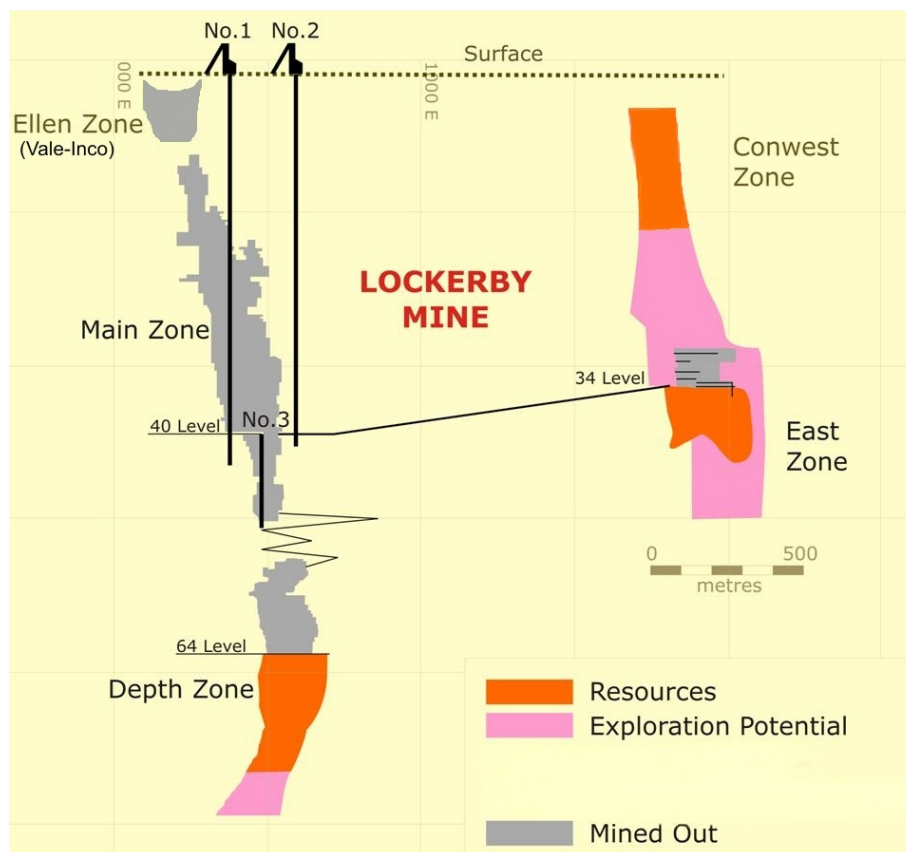 No.1
No.2
Surface
000 E
1000 E
Ellen Zone
(Vale-Inco)
Conwest
Zone
LOCKERBY
MINE
Main Zone
34 Level
No.3
40 Level
East
Zone
0
500
metres
64 Level
Depth Zone
Resources
Exploration Potential
Mined Out